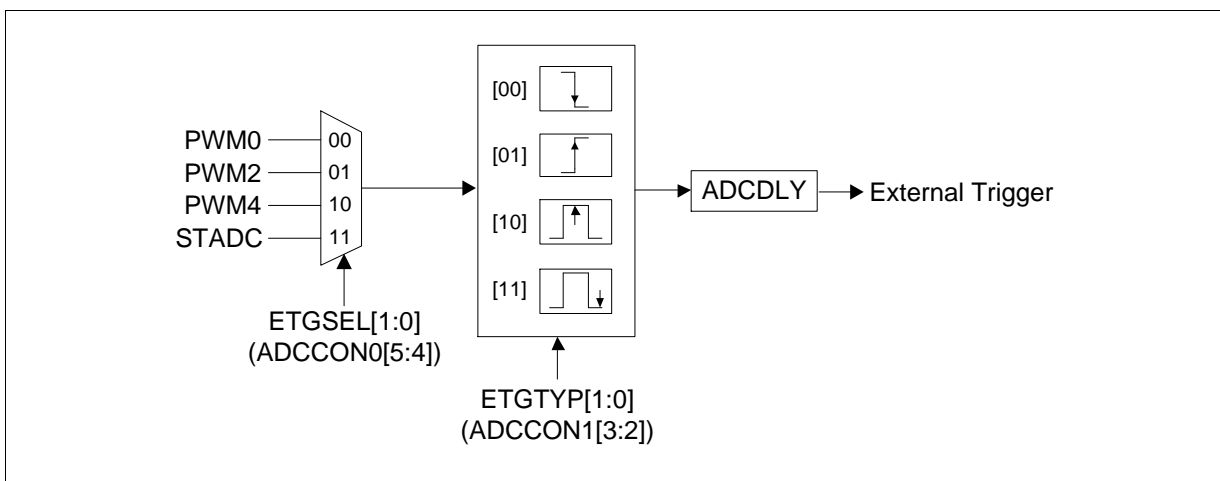 PWM0
00
PWM2
01
PWM4
10
STADC
11
ETGSEL[1:0]
(ADCCON0[5:4])
[00]
[01]
[10]
[11]
ETGTYP[1:0]
(ADCCON1[3:2])
ADCDLY
External Trigger